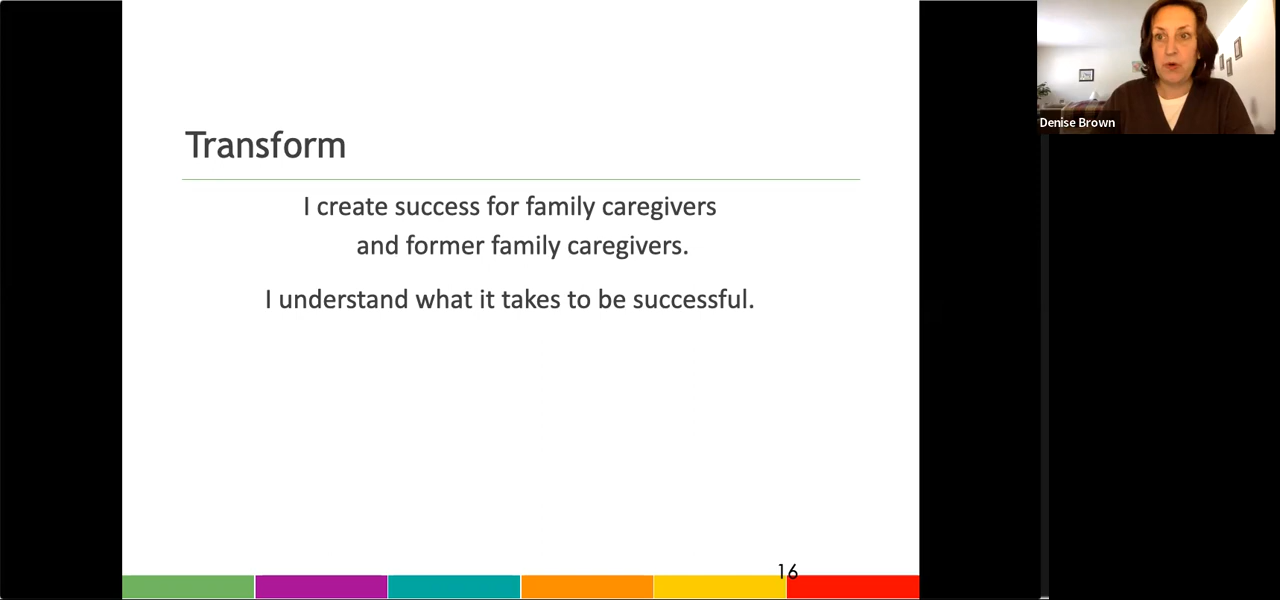 Transform
I create success for family caregivers
and former family caregivers.
I understand what it takes to be successful.
16
Denise Brown